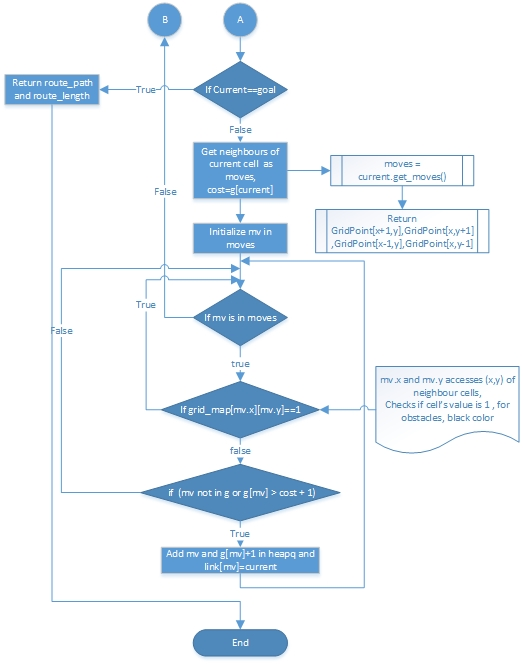 B
A
If Current==goal
True
Return route_path
and route_length
False
Get neighbours of
current cell as
moves,
cost=g[current]
moves =
current.get_moves()
Return
GridPoint[x+1,y],GridPoint[x,y+1]
,GridPoint[x-1,y],GridPoint[x,y-1]
False
Initialize mv in
moves
True
False
If mv is in moves
true
mv.x and mv.y accesses (x,y) of
neighbour cells,
Checks if cell's value is 1 , for
obstacles, black color
If grid_map[mv.x][mv.y]==1
false
if (mv not in g or g[mv] > cost + 1)
True
Add mv and g[mv]+1 in heapq and
link[mv]=current
End